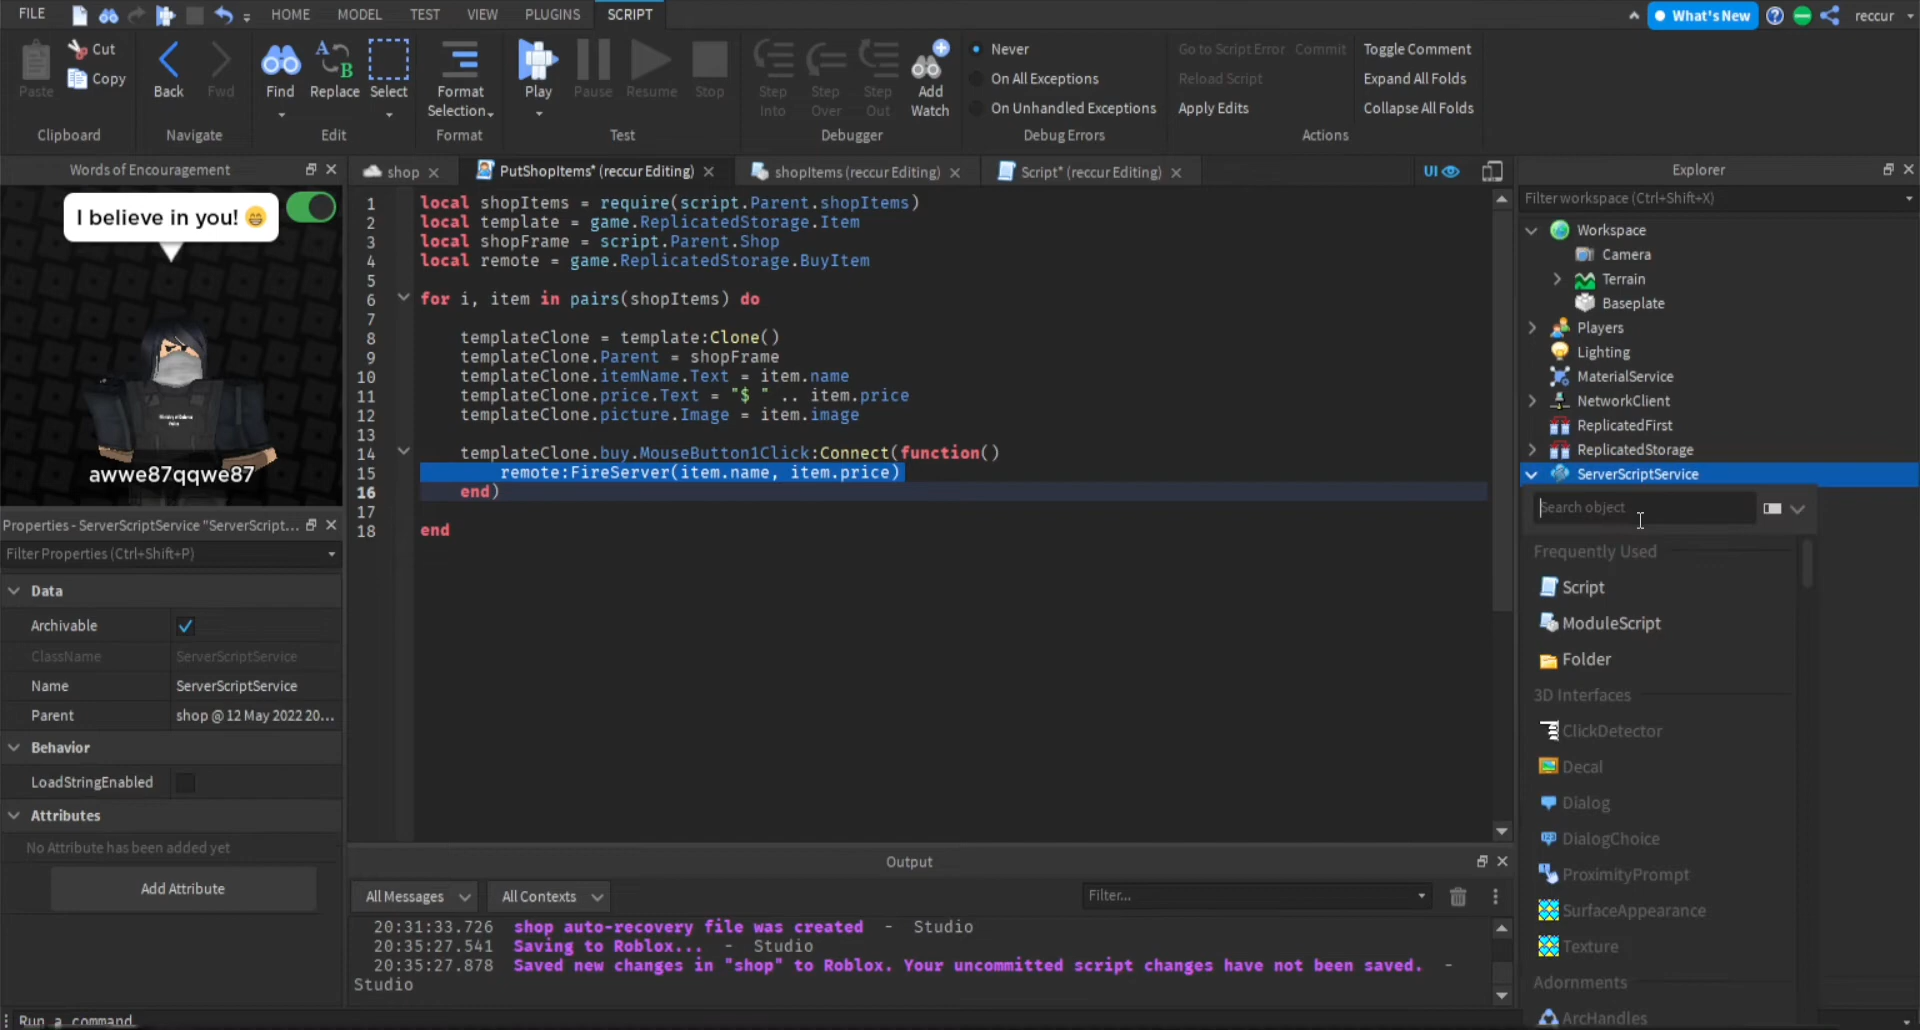 FILE
HOME
MODEL
TEST
VIEW
PLUGINS
SCRIPT
What's New
reccur
Paste
Cut
Copy
Clipboard
Back
Fwd
Navigate
Find
Replace
Select
Edit
Format
Selection
Format
Play
Pause
Resume
Stop
Test
Step
Into
Step
Over
Step
Out
Add
Watch
Debugger
Never
On All Exceptions
On Unhandled Exceptions
Debug Errors
Go to Script Error
Commit
Reload Script
Apply Edits
Toggle Comment
Expand All Folds
Collapse All Folds
Actions
Words of Encouragement
I believe in you! 😁
awwe87qqwe87
Properties - ServerScriptService "ServerScript...
Filter Properties (Ctrl+Shift+P)
Data
Archivable
ClassName ServerScriptService
Name ServerScriptService
Parent shop @ 12 May 2022 20...
Behavior
LoadStringEnabled
Attributes
No Attribute has been added yet
Add Attribute
shop
PutShopItems* (reccur Editing)
shopItems (reccur Editing)
Script* (reccur Editing)
UI
1 local shopItems = require(script.Parent.shopItems)
2 local template = game.ReplicatedStorage.Item
3 local shopFrame = script.Parent.Shop
4 local remote = game.ReplicatedStorage.BuyItem
5
6 for i, item in pairs(shopItems) do
7
8 templateClone = template:Clone()
9 templateClone.Parent = shopFrame
10 templateClone.itemName.Text = item.name
11 templateClone.price.Text = "$ " .. item.price
12 templateClone.picture.Image = item.image
13
14 templateClone.buy.MouseButton1Click:Connect(function()
15 remote:FireServer(item.name, item.price)
16 end)
17
18 end
Output
All Messages
All Contexts
Filter...
20:31:33.726 shop auto-recovery file was created - Studio
20:35:27.541 Saving to Roblox... - Studio
20:35:27.878 Saved new changes in "shop" to Roblox. Your uncommitted script changes have not been saved. -
Studio
Run a command
Explorer
Filter workspace (Ctrl+Shift+X)
Workspace
Camera
Terrain
Baseplate
Players
Lighting
MaterialService
NetworkClient
ReplicatedFirst
ReplicatedStorage
ServerScriptService
Search object
Frequently Used
Script
ModuleScript
Folder
3D Interfaces
ClickDetector
Decal
Dialog
DialogChoice
ProximityPrompt
SurfaceAppearance
Texture
Adornments
ArcHandles